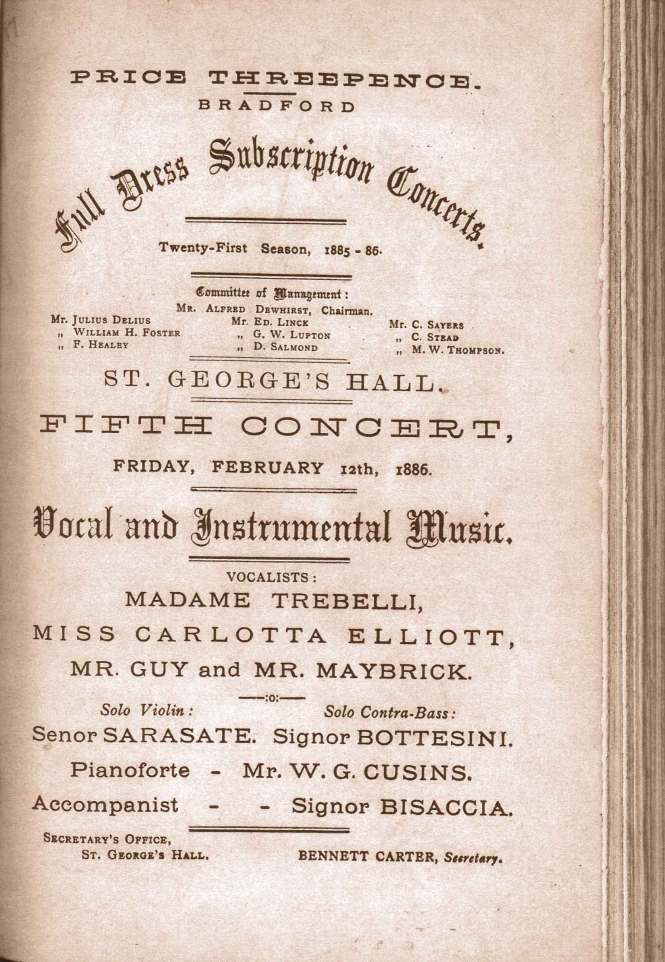 PRICE THREEPENCE.
BRADFORD
Full Dress Subscription Concerts.
Twenty-First Season, 1885-86.
Committee of Management:
Mr. Alfred Dewhirst, Chairman.
Mr. Julius Delius Mr. Ed. Linck Mr. C. Sayers
„ William H. Foster „ G. W. Lupton „ C. Stead
„ F. Healey „ D. Salmond „ M. W. Thompson.
ST. GEORGE'S HALL.
FIFTH CONCERT,
FRIDAY, FEBRUARY 12th, 1886.
Vocal and Instrumental Music.
VOCALISTS:
MADAME TREBELLI,
MISS CARLOTTA ELLIOTT,
MR. GUY and MR. MAYBRICK.
—:o:—
Solo Violin: Solo Contra-Bass:
Senor SARASATE. Signor BOTTESINI.
Pianoforte - Mr. W. G. CUSINS.
Accompanist - - Signor BISACCIA.
Secretary's Office,
St. George's Hall. BENNETT CARTER, Secretary.